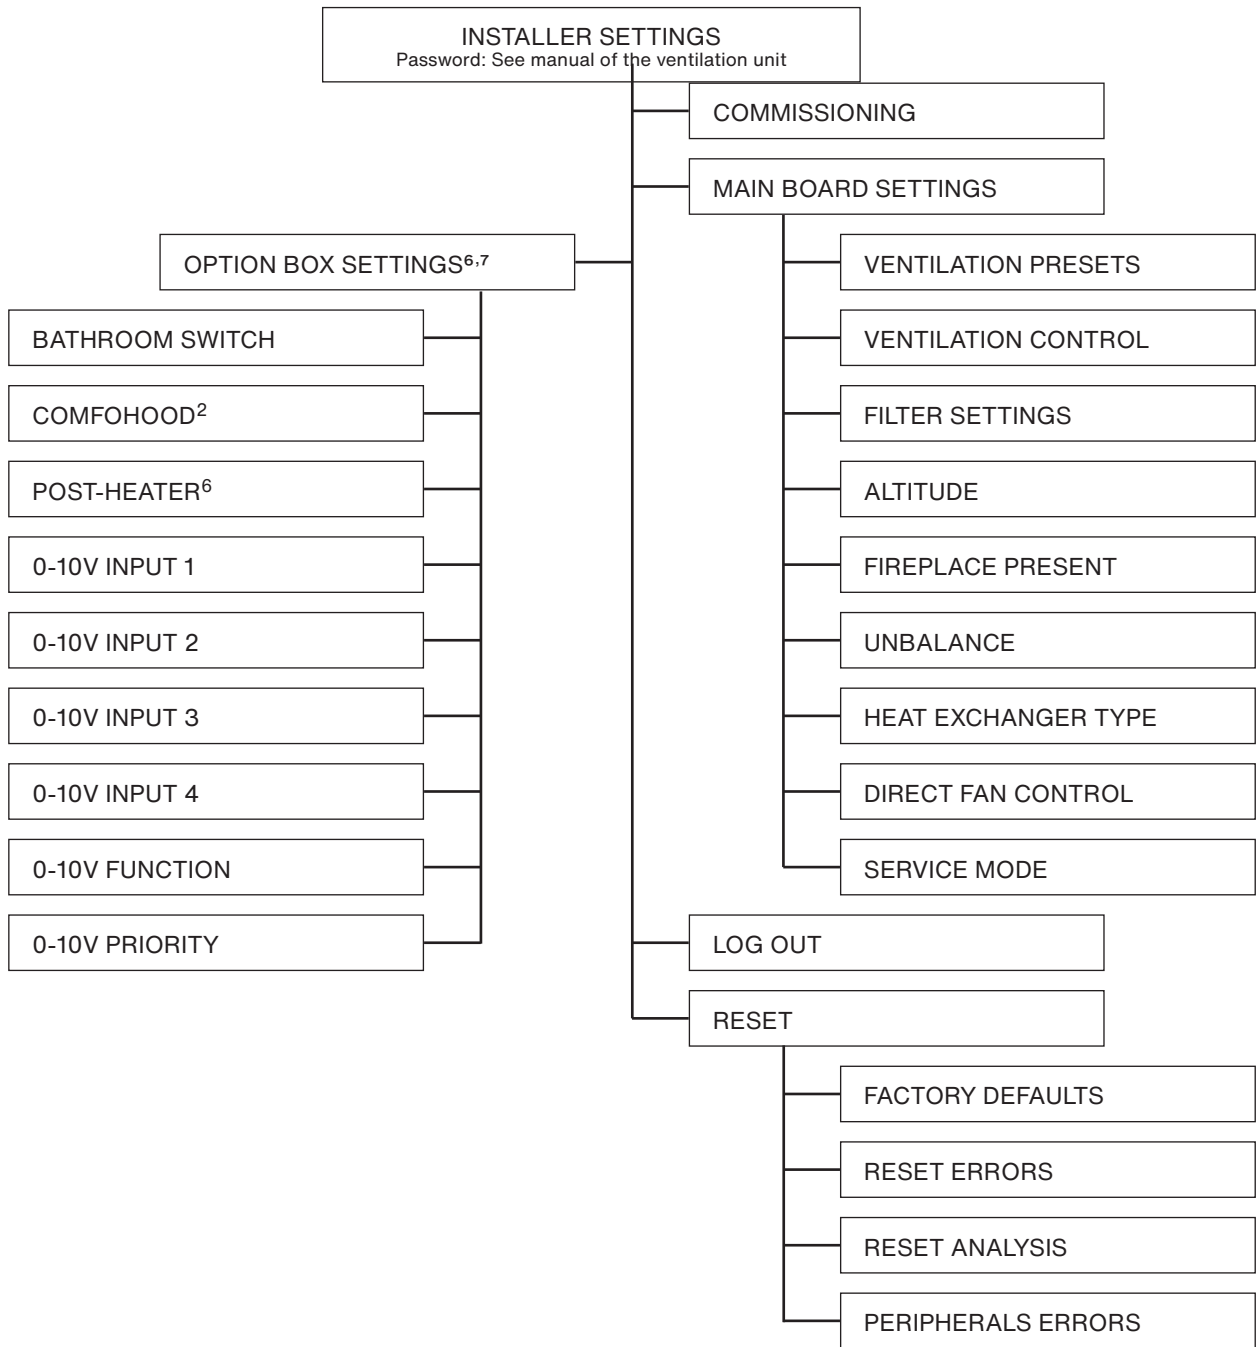 INSTALLER SETTINGS
Password: See manual of the ventilation unit
COMMISSIONING
MAIN BOARD SETTINGS
OPTION BOX SETTINGS⁶,⁷
VENTILATION PRESETS
BATHROOM SWITCH
VENTILATION CONTROL
COMFOHOOD²
FILTER SETTINGS
POST-HEATER⁶
ALTITUDE
0-10V INPUT 1
FIREPLACE PRESENT
0-10V INPUT 2
UNBALANCE
0-10V INPUT 3
HEAT EXCHANGER TYPE
0-10V INPUT 4
DIRECT FAN CONTROL
0-10V FUNCTION
SERVICE MODE
0-10V PRIORITY
LOG OUT
RESET
FACTORY DEFAULTS
RESET ERRORS
RESET ANALYSIS
PERIPHERALS ERRORS